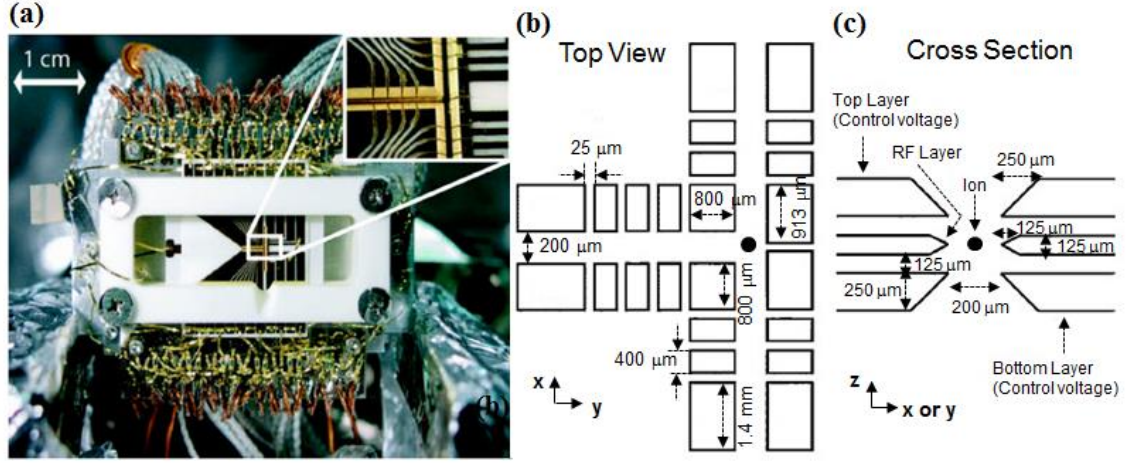 (a)
1 cm
(b)
(b)
Top View
25 μm
800 μm
913 μm
200 μm
800 μm
400 μm
1.4 mm
x
y
(c)
Cross Section
Top Layer
(Control voltage)
RF Layer
250 μm
Ion
125 μm
125 μm
125 μm
250 μm
200 μm
Bottom Layer
(Control voltage)
z
x or y